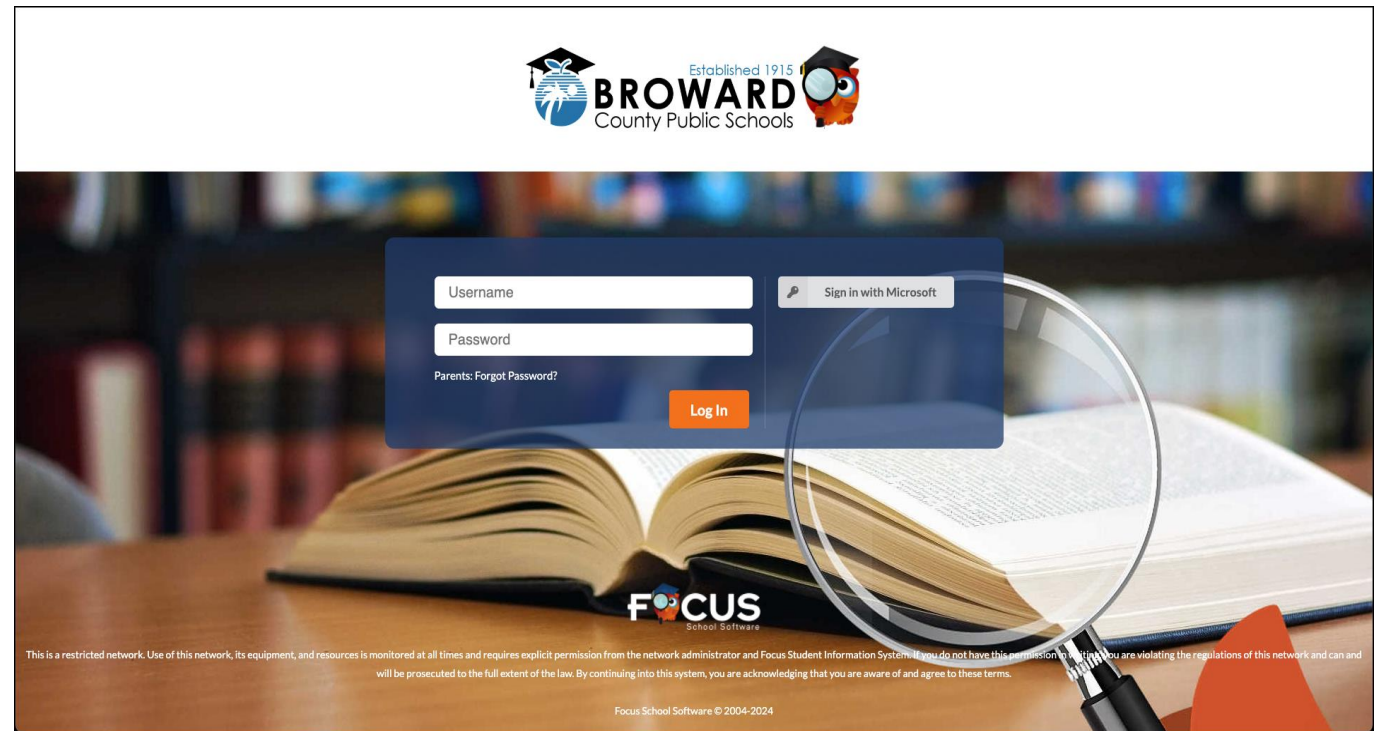 Established 1915
BROWARD
County Public Schools
Username
Sign in with Microsoft
Password
Parents: Forgot Password?
Log In
FOCUS
School Software
This is a restricted network. Use of this network, its equipment, and resources is monitored at all times and requires explicit permission from the network administrator and Focus Student Information System. If you do not have this permission in writing, you are violating the regulations of this network and can and
will be prosecuted to the full extent of the law. By continuing into this system, you are acknowledging that you are aware of and agree to these terms.
Focus School Software © 2004-2024